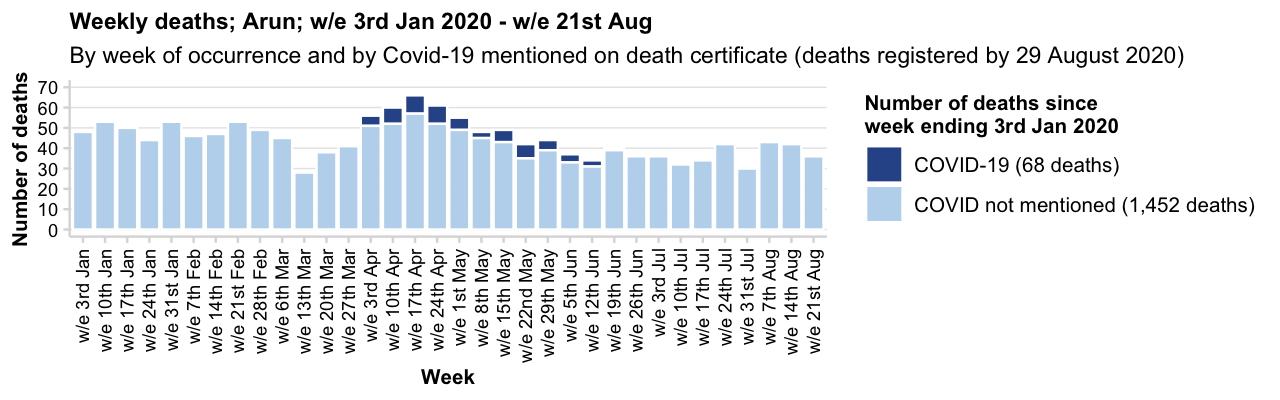 Weekly deaths; Arun; w/e 3rd Jan 2020 - w/e 21st Aug
By week of occurrence and by Covid-19 mentioned on death certificate (deaths registered by 29 August 2020)
Number of deaths
70
60
50
40
30
20
10
0
w/e 3rd Jan
w/e 10th Jan
w/e 17th Jan
w/e 24th Jan
w/e 31st Jan
w/e 7th Feb
w/e 14th Feb
w/e 21st Feb
w/e 28th Feb
w/e 6th Mar
w/e 13th Mar
w/e 20th Mar
w/e 27th Mar
w/e 3rd Apr
w/e 10th Apr
w/e 17th Apr
w/e 24th Apr
w/e 1st May
w/e 8th May
w/e 15th May
w/e 22nd May
w/e 29th May
w/e 5th Jun
w/e 12th Jun
w/e 19th Jun
w/e 26th Jun
w/e 3rd Jul
w/e 10th Jul
w/e 17th Jul
w/e 24th Jul
w/e 31st Jul
w/e 7th Aug
w/e 14th Aug
w/e 21st Aug
Week
Number of deaths since
week ending 3rd Jan 2020
COVID-19 (68 deaths)
COVID not mentioned (1,452 deaths)